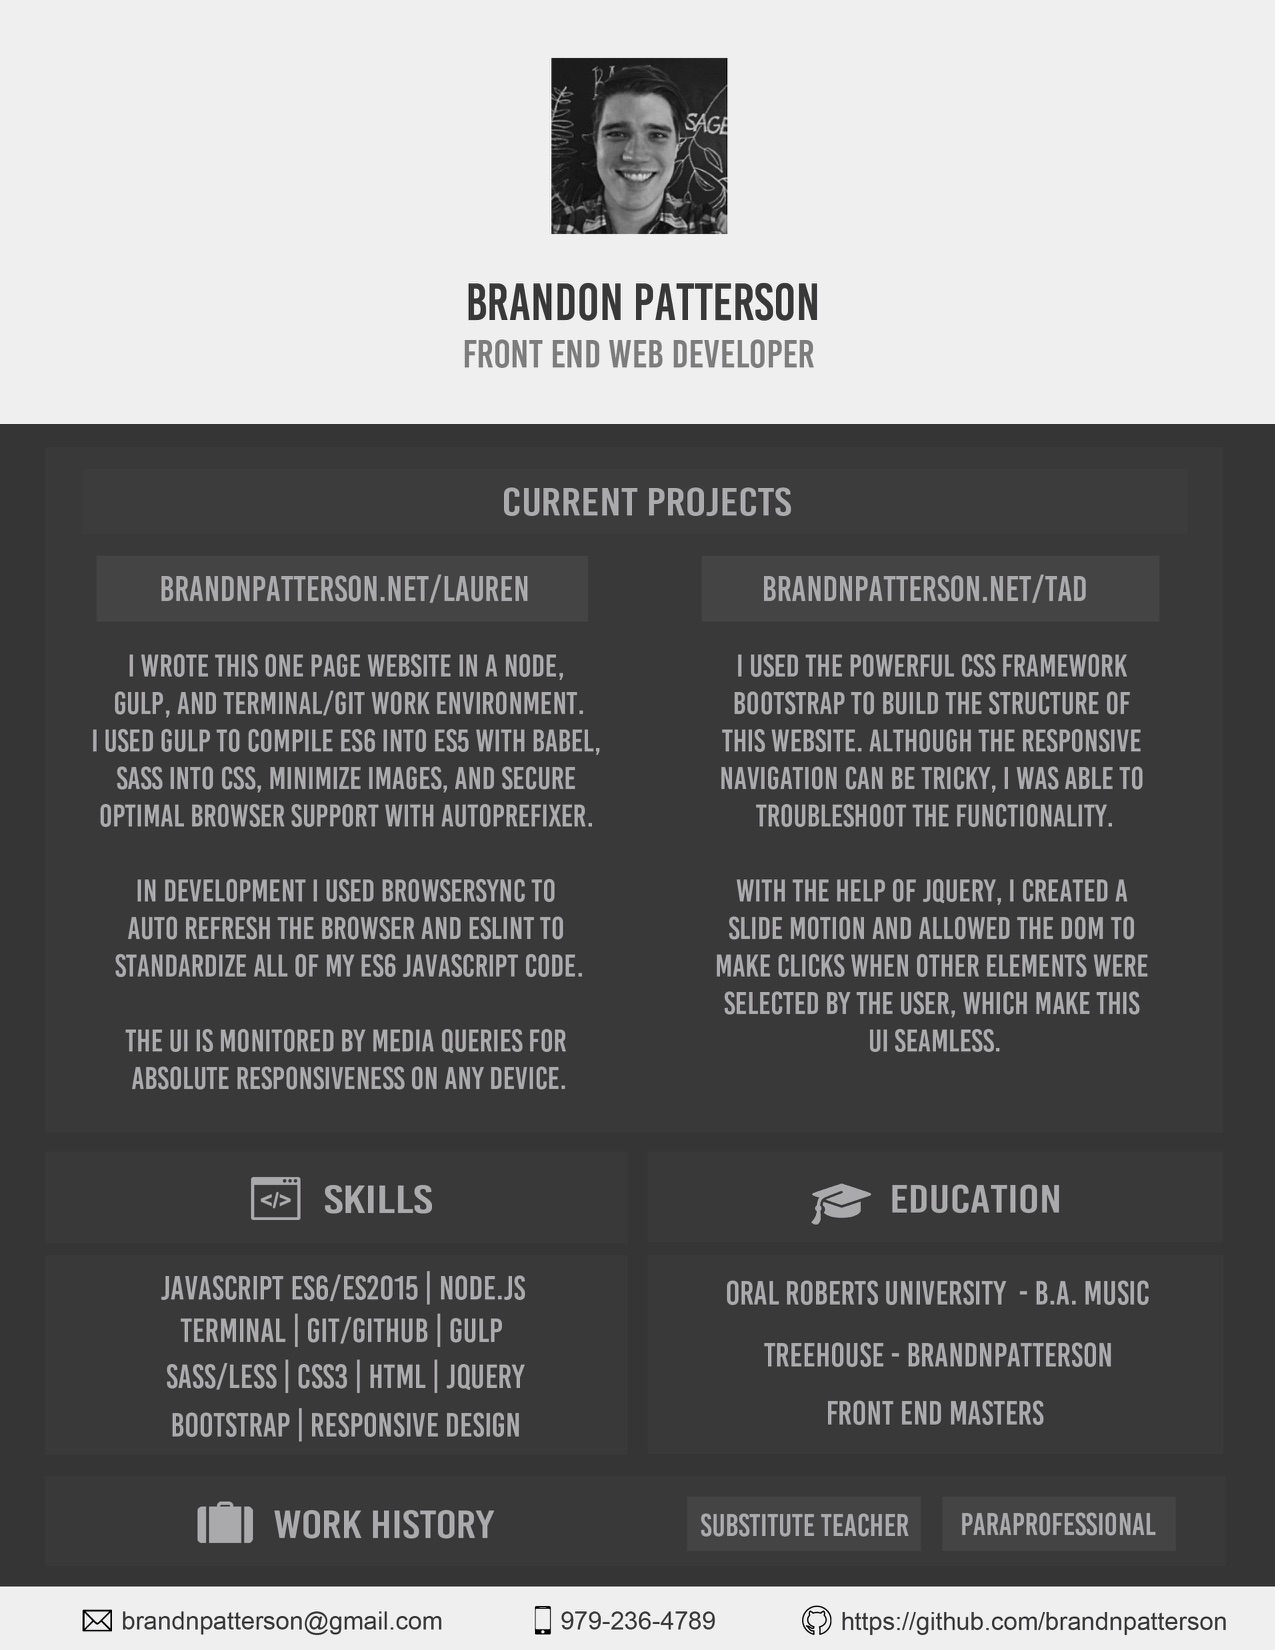 SAGE
BRANDON PATTERSON
FRONT END WEB DEVELOPER
CURRENT PROJECTS
BRANDNPATTERSON.NET/LAUREN
I WROTE THIS ONE PAGE WEBSITE IN A NODE,
GULP, AND TERMINAL/GIT WORK ENVIRONMENT.
I USED GULP TO COMPILE ES6 INTO ES5 WITH BABEL,
SASS INTO CSS, MINIMIZE IMAGES, AND SECURE
OPTIMAL BROWSER SUPPORT WITH AUTOPREFIXER.
IN DEVELOPMENT I USED BROWSERSYNC TO
AUTO REFRESH THE BROWSER AND ESLINT TO
STANDARDIZE ALL OF MY ES6 JAVASCRIPT CODE.
THE UI IS MONITORED BY MEDIA QUERIES FOR
ABSOLUTE RESPONSIVENESS ON ANY DEVICE.
BRANDNPATTERSON.NET/TAD
I USED THE POWERFUL CSS FRAMEWORK
BOOTSTRAP TO BUILD THE STRUCTURE OF
THIS WEBSITE. ALTHOUGH THE RESPONSIVE
NAVIGATION CAN BE TRICKY, I WAS ABLE TO
TROUBLESHOOT THE FUNCTIONALITY.
WITH THE HELP OF JQUERY, I CREATED A
SLIDE MOTION AND ALLOWED THE DOM TO
MAKE CLICKS WHEN OTHER ELEMENTS WERE
SELECTED BY THE USER, WHICH MAKE THIS
UI SEAMLESS.
</> SKILLS
JAVASCRIPT ES6/ES2015 | NODE.JS
TERMINAL | GIT/GITHUB | GULP
SASS/LESS | CSS3 | HTML | JQUERY
BOOTSTRAP | RESPONSIVE DESIGN
EDUCATION
ORAL ROBERTS UNIVERSITY - B.A. MUSIC
TREEHOUSE - BRANDNPATTERSON
FRONT END MASTERS
WORK HISTORY
SUBSTITUTE TEACHER
PARAPROFESSIONAL
brandnpatterson@gmail.com
979-236-4789
https://github.com/brandnpatterson